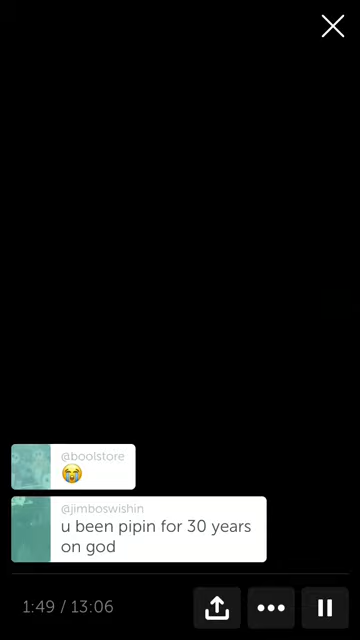 @boolstore
😭
@jimboswishin
u been pipin for 30 years
on god
1:49 / 13:06